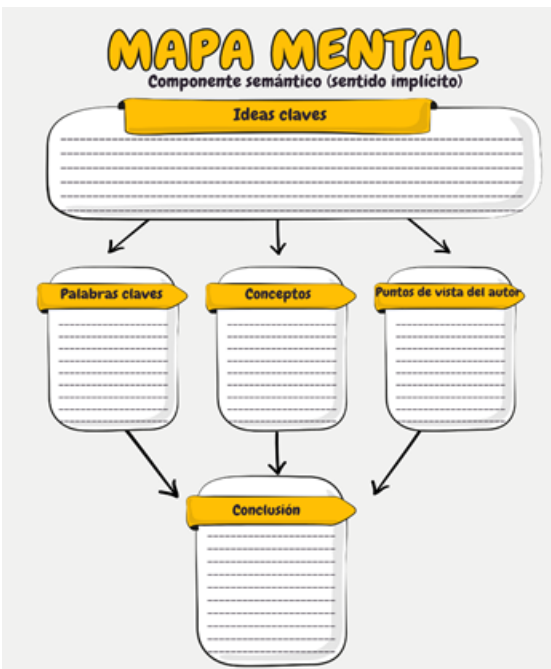 MAPA MENTAL
Componente semántico (sentido implícito)
Ideas claves
Palabras claves
Conceptos
Puntos de vista del autor
Conclusión